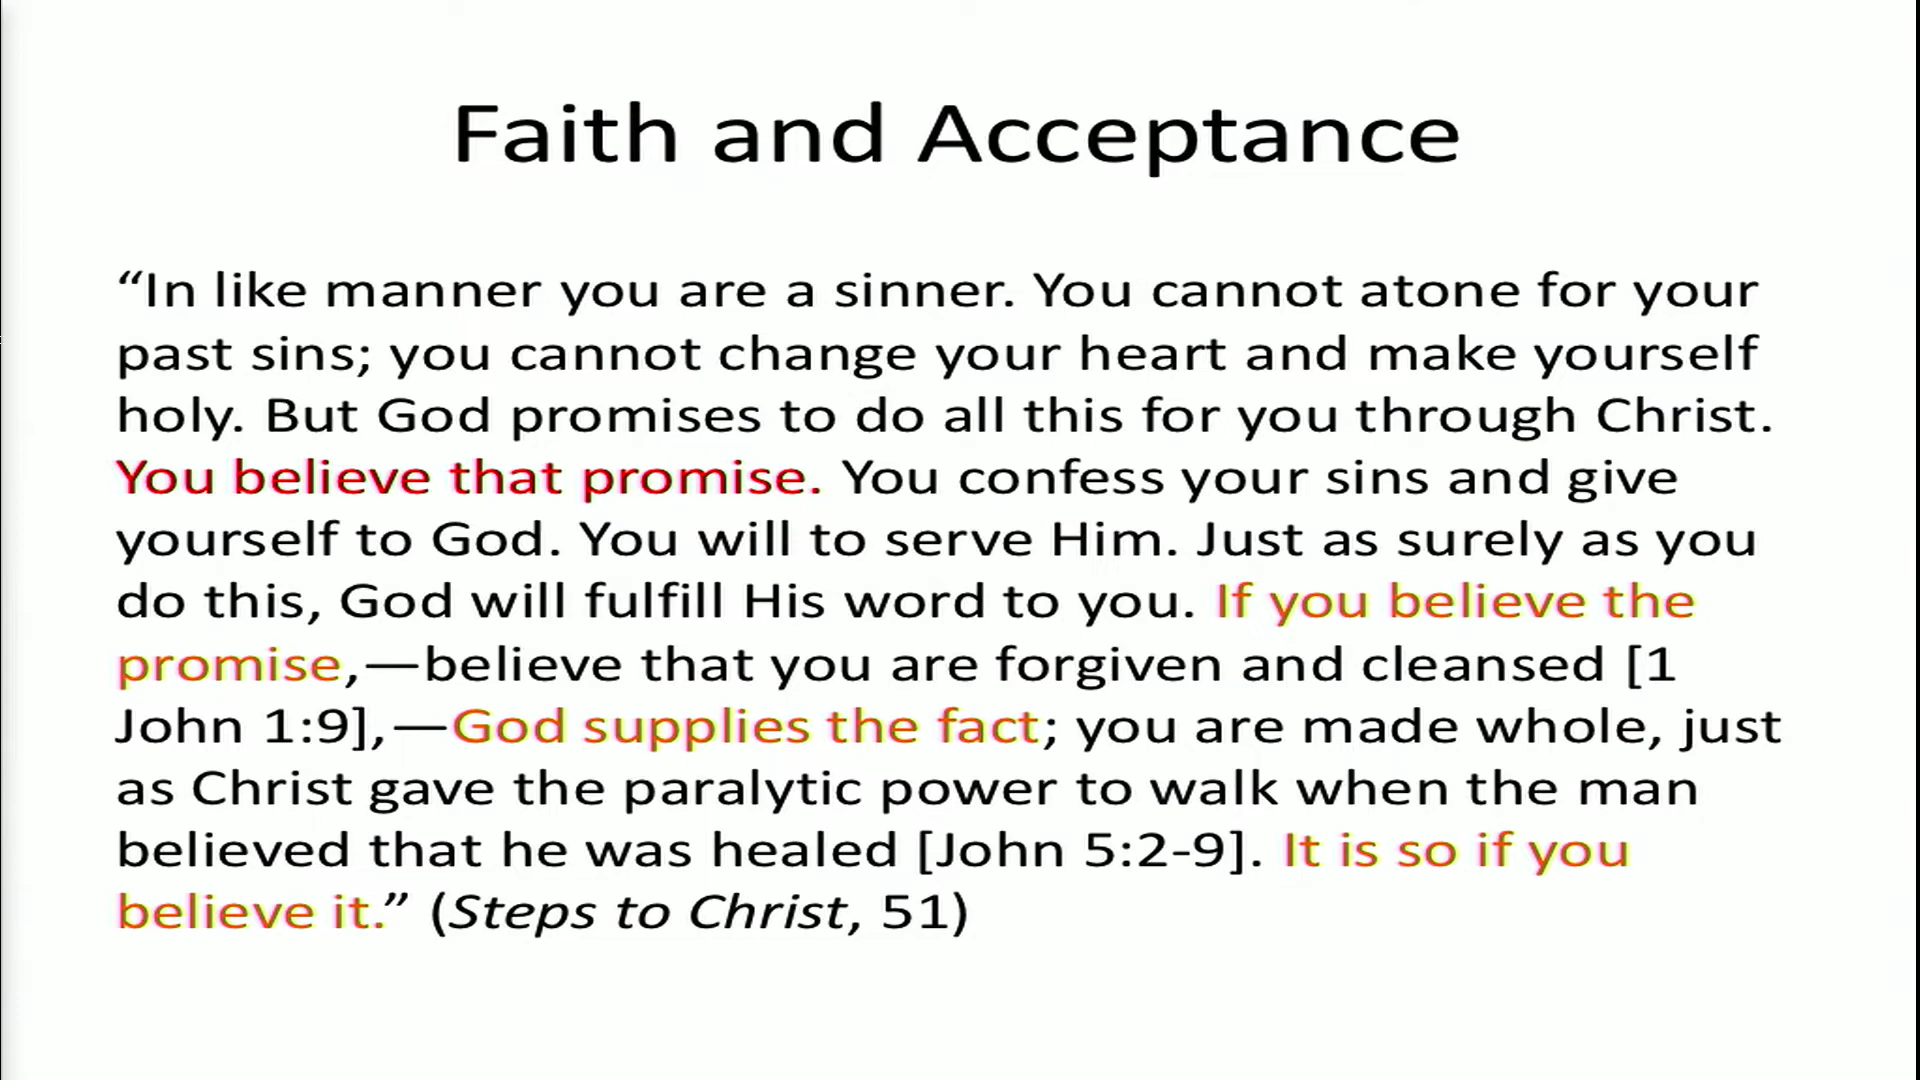 Faith and Acceptance
“In like manner you are a sinner. You cannot atone for your
past sins; you cannot change your heart and make yourself
holy. But God promises to do all this for you through Christ.
You believe that promise. You confess your sins and give
yourself to God. You will to serve Him. Just as surely as you
do this, God will fulfill His word to you. If you believe the
promise,—believe that you are forgiven and cleansed [1
John 1:9],—God supplies the fact; you are made whole, just
as Christ gave the paralytic power to walk when the man
believed that he was healed [John 5:2-9]. It is so if you
believe it.” (Steps to Christ, 51)